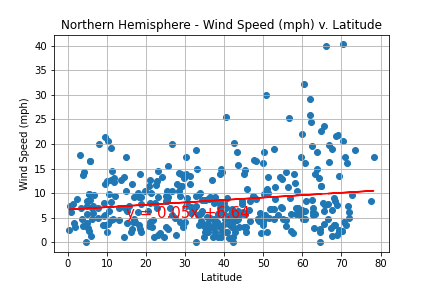 Northern Hemisphere - Wind Speed (mph) v. Latitude
Wind Speed (mph)
40
35
30
25
20
15
10
5
0
y = 0.05x +6.64
0 10 20 30 40 50 60 70 80
Latitude